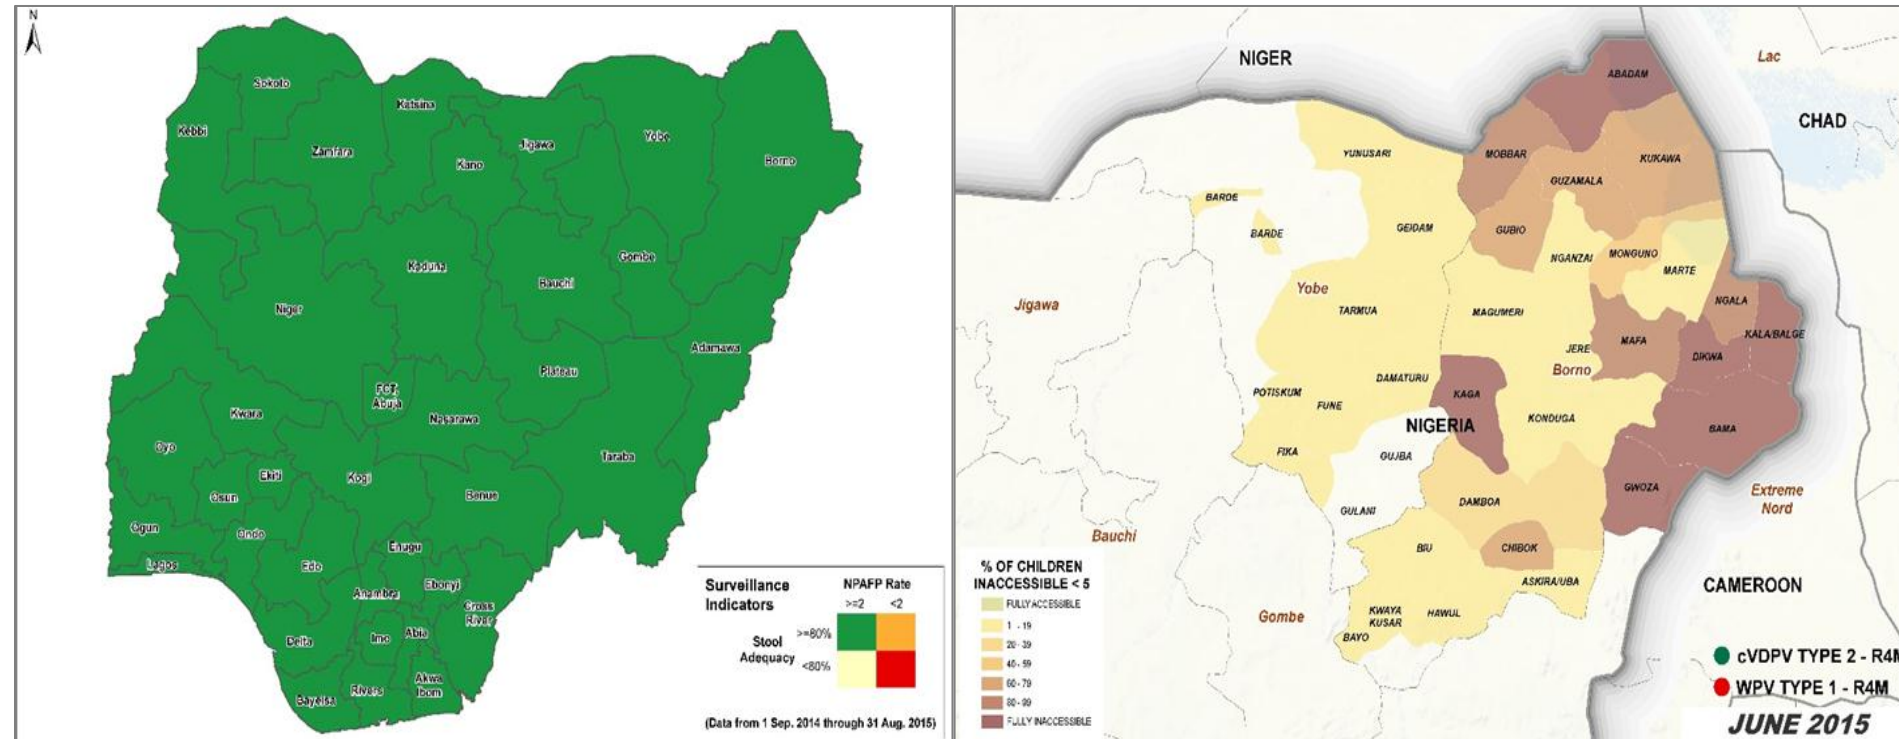 N
Sokoto
Kebbi
Zamfara
Katsina
Kano
Jigawa
Yobe
Borno
Kaduna
Bauchi
Gombe
Niger
Adamawa
Plateau
FCT,
Abuja
Nasarawa
Kwara
Oyo
Taraba
Ekiti
Kogi
Osun
Benue
Ogun
Ondo
Lagos
Edo
Enugu
Anambra
Ebonyi
Cross
River
Delta
Imo
Abia
Bayelsa
Rivers
Akwa
Ibom
Surveillance
Indicators
NPAFP Rate
>=2
<2
Stool
Adequacy
>=80%
<80%
(Data from 1 Sep. 2014 through 31 Aug. 2015)
NIGER
Lac
CHAD
ABADAM
YUNUSARI
MOBBAR
KUKAWA
GUZAMALA
BARDE
BARDE
GEIDAM
GUBIO
NGANZAI
MONGUNO
MARTE
Jigawa
Yobe
TARMUA
MAGUMERI
NGALA
KALA/BALGE
MAFA
JERE
DIKWA
Borno
DAMATURU
KAGA
POTISKUM
FUNE
NIGERIA
KONDUGA
BAMA
FIKA
GUJBA
GWOZA
Extreme
Nord
GULANI
DAMBOA
Bauchi
BIU
CHIBOK
ASKIRA/UBA
CAMEROON
Gombe
KWAYA
KUSAR
HAWUL
BAYO
% OF CHILDREN
INACCESSIBLE < 5
FULLY ACCESSIBLE
1 - 19
20 - 39
40 - 59
60 - 79
80 - 99
FULLY INACCESSIBLE
cVDPV TYPE 2 - R4M
WPV TYPE 1 - R4M
JUNE 2015